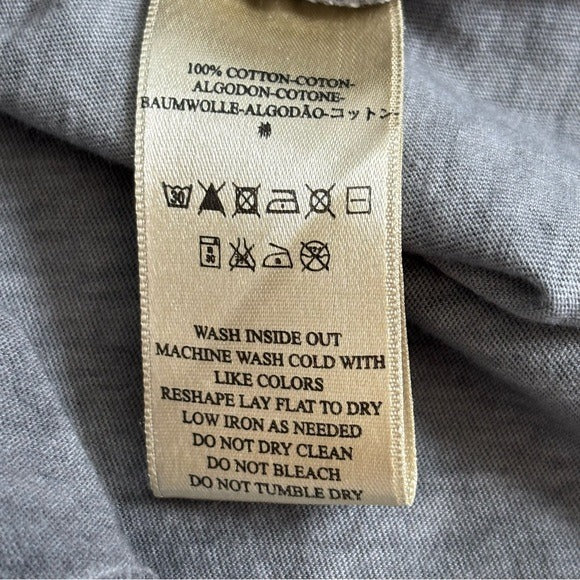 100% COTTON-COTON-
ALGODON-COTONE-
BAUMWOLLE-ALGODÃO-コットン-
棉
30
WASH INSIDE OUT
MACHINE WASH COLD WITH
LIKE COLORS
RESHAPE LAY FLAT TO DRY
LOW IRON AS NEEDED
DO NOT DRY CLEAN
DO NOT BLEACH
DO NOT TUMBLE DRY